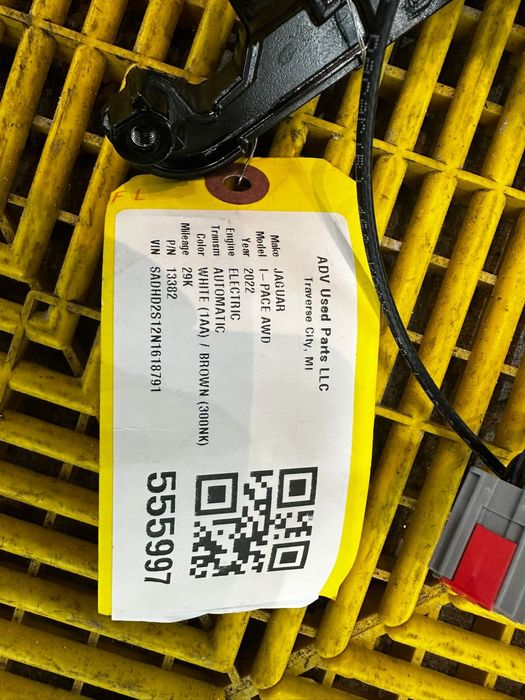 F L
ADV Used Parts LLC
Traverse City, MI
Make JAGUAR
Model I-PACE AWD
Year 2022
Engine ELECTRIC
Transm AUTOMATIC
Color WHITE (1AA) / BROWN (300NK)
Mileage 29K
P/N 13382
VIN SADHD2S12N1618791
555997